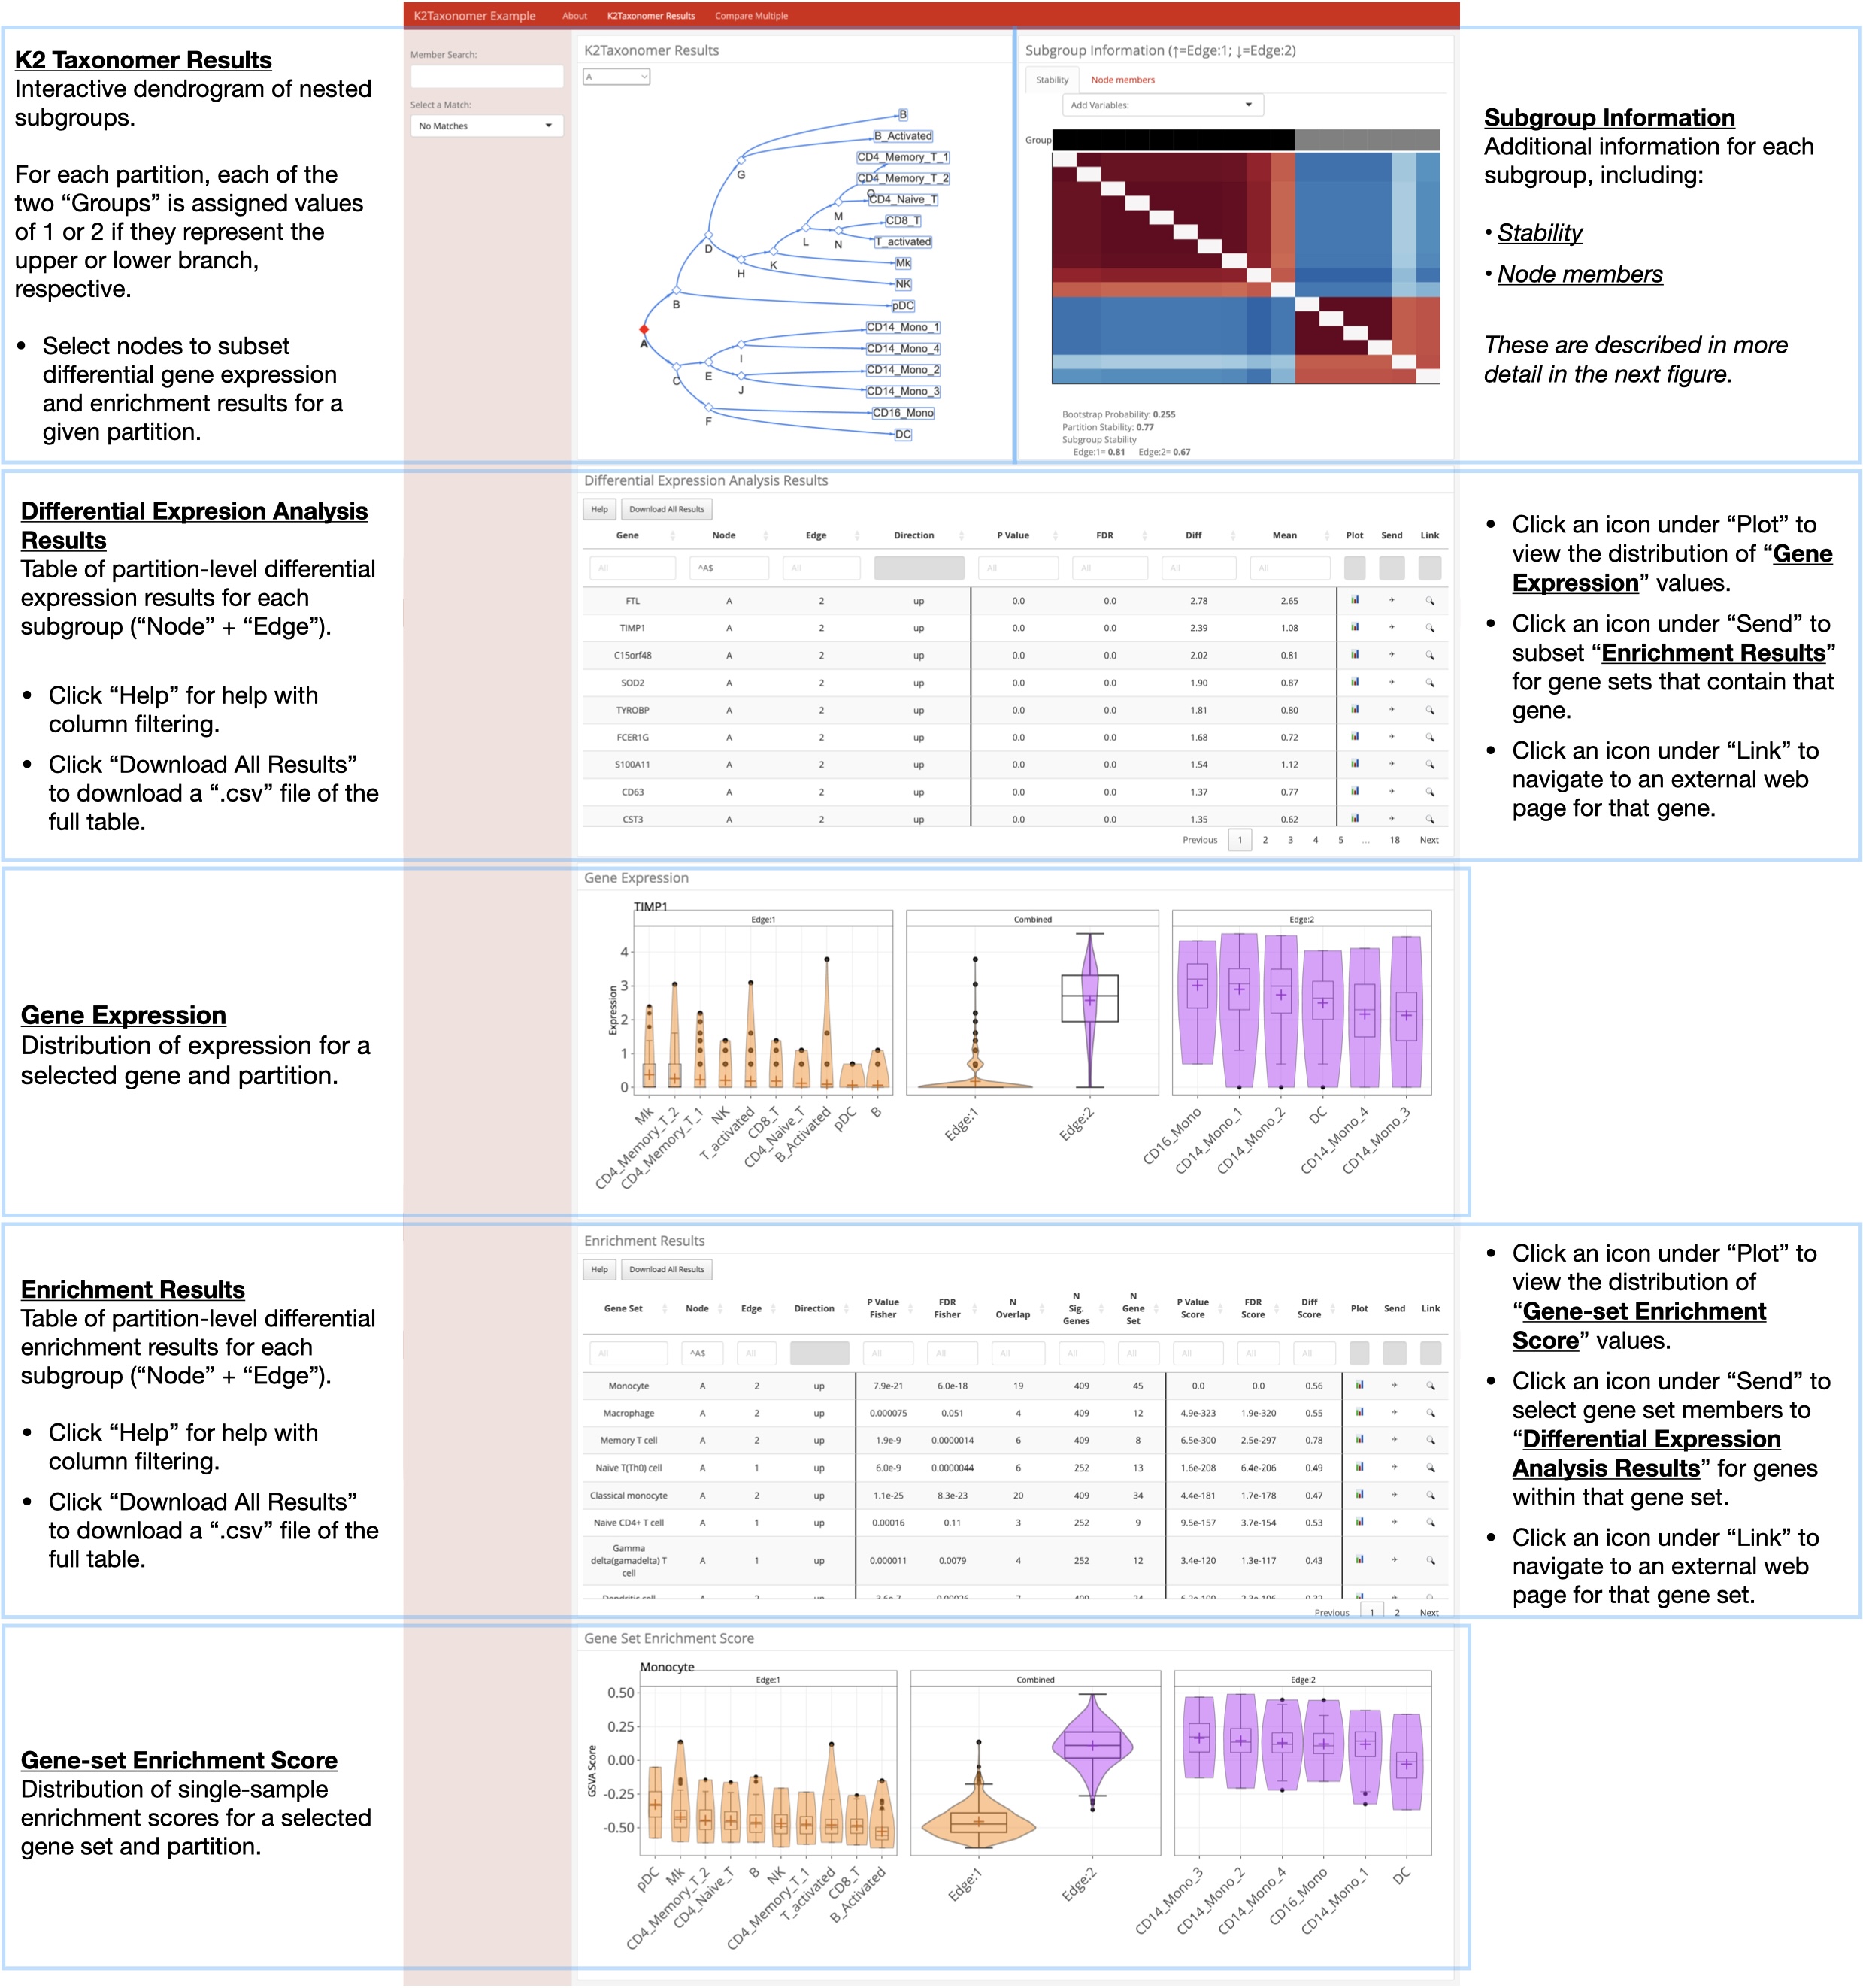 K2Taxonomer Example
About
K2Taxonomer Results
Compare Multiple
K2 Taxonomer Results
Interactive dendrogram of nested
subgroups.
For each partition, each of the
two “Groups” is assigned values
of 1 or 2 if they represent the
upper or lower branch,
respective.
• Select nodes to subset
differential gene expression
and enrichment results for a
given partition.
Member Search:
Select a Match:
No Matches
K2Taxonomer Results
A
B
B_Activated
CD4_Memory_T_1
CD4_Memory_T_2
CD4_Naive_T
CD8_T
T_activated
Mk
NK
pDC
CD14_Mono_1
CD14_Mono_4
CD14_Mono_2
CD14_Mono_3
CD16_Mono
DC
G
O
M
D
L
N
H
K
B
A
I
C
E
J
F
Subgroup Information (↑=Edge:1; ↓=Edge:2)
Stability
Node members
Add Variables:
Group
Bootstrap Probability: 0.255
Partition Stability: 0.77
Subgroup Stability
Edge:1= 0.81 Edge:2= 0.67
Subgroup Information
Additional information for each
subgroup, including:
• Stability
• Node members
These are described in more
detail in the next figure.
Differential Expresion Analysis
Results
Table of partition-level differential
expression results for each
subgroup (“Node” + “Edge”).
• Click “Help” for help with
column filtering.
• Click “Download All Results”
to download a “.csv” file of the
full table.
Differential Expression Analysis Results
Help
Download All Results
Gene Node Edge Direction P Value FDR Diff Mean Plot Send Link
All ^A$ All All All All All
FTL A 2 up 0.0 0.0 2.78 2.65
TIMP1 A 2 up 0.0 0.0 2.39 1.08
C15orf48 A 2 up 0.0 0.0 2.02 0.81
SOD2 A 2 up 0.0 0.0 1.90 0.87
TYROBP A 2 up 0.0 0.0 1.81 0.80
FCER1G A 2 up 0.0 0.0 1.68 0.72
S100A11 A 2 up 0.0 0.0 1.54 1.12
CD63 A 2 up 0.0 0.0 1.37 0.77
CST3 A 2 up 0.0 0.0 1.35 0.62
Previous 1 2 3 4 5 ... 18 Next
• Click an icon under “Plot” to
view the distribution of “Gene
Expression” values.
• Click an icon under “Send” to
subset “Enrichment Results”
for gene sets that contain that
gene.
• Click an icon under “Link” to
navigate to an external web
page for that gene.
Gene Expression
Distribution of expression for a
selected gene and partition.
Gene Expression
TIMP1
Edge:1
Combined
Edge:2
Expression
4
3
2
1
0
Mk
CD4_Memory_T_2
CD4_Memory_T_1
NK
T_activated
CD8_T
CD4_Naive_T
B_Activated
pDC
B
Edge:1
Edge:2
CD16_Mono
CD14_Mono_1
CD14_Mono_2
DC
CD14_Mono_4
CD14_Mono_3
Enrichment Results
Table of partition-level differential
enrichment results for each
subgroup (“Node” + “Edge”).
• Click “Help” for help with
column filtering.
• Click “Download All Results”
to download a “.csv” file of the
full table.
Enrichment Results
Help
Download All Results
Gene Set Node Edge Direction P Value Fisher FDR Fisher N Overlap N Sig. Genes N Gene Set P Value Score FDR Score Diff Score Plot Send Link
All ^A$ All All All All All All All All All
Monocyte A 2 up 7.9e-21 6.0e-18 19 409 45 0.0 0.0 0.56
Macrophage A 2 up 0.000075 0.051 4 409 12 4.9e-323 1.9e-320 0.55
Memory T cell A 2 up 1.9e-9 0.0000014 6 409 8 6.5e-300 2.5e-297 0.78
Naive T(Th0) cell A 1 up 6.0e-9 0.0000044 6 252 13 1.6e-208 6.4e-206 0.49
Classical monocyte A 2 up 1.1e-25 8.3e-23 20 409 34 4.4e-181 1.7e-178 0.47
Naive CD4+ T cell A 1 up 0.00016 0.11 3 252 9 9.5e-157 3.7e-154 0.53
Gamma
delta(gamadelta) T A 1 up 0.000011 0.0079 4 252 12 3.4e-120 1.3e-117 0.43
cell
Previous 1 2 Next
• Click an icon under “Plot” to
view the distribution of
“Gene-set Enrichment
Score” values.
• Click an icon under “Send” to
select gene set members to
“Differential Expression
Analysis Results” for genes
within that gene set.
• Click an icon under “Link” to
navigate to an external web
page for that gene set.
Gene-set Enrichment Score
Distribution of single-sample
enrichment scores for a selected
gene set and partition.
Gene Set Enrichment Score
Monocyte
Edge:1
Combined
Edge:2
GSVA Score
0.50
0.25
0.00
-0.25
-0.50
pDC
Mk
CD4_Memory_T_2
CD4_Naive_T
B
NK
CD4_Memory_T_1
T_activated
CD8_T
B_Activated
Edge:1
Edge:2
CD14_Mono_3
CD14_Mono_2
CD14_Mono_4
CD16_Mono
CD14_Mono_1
DC